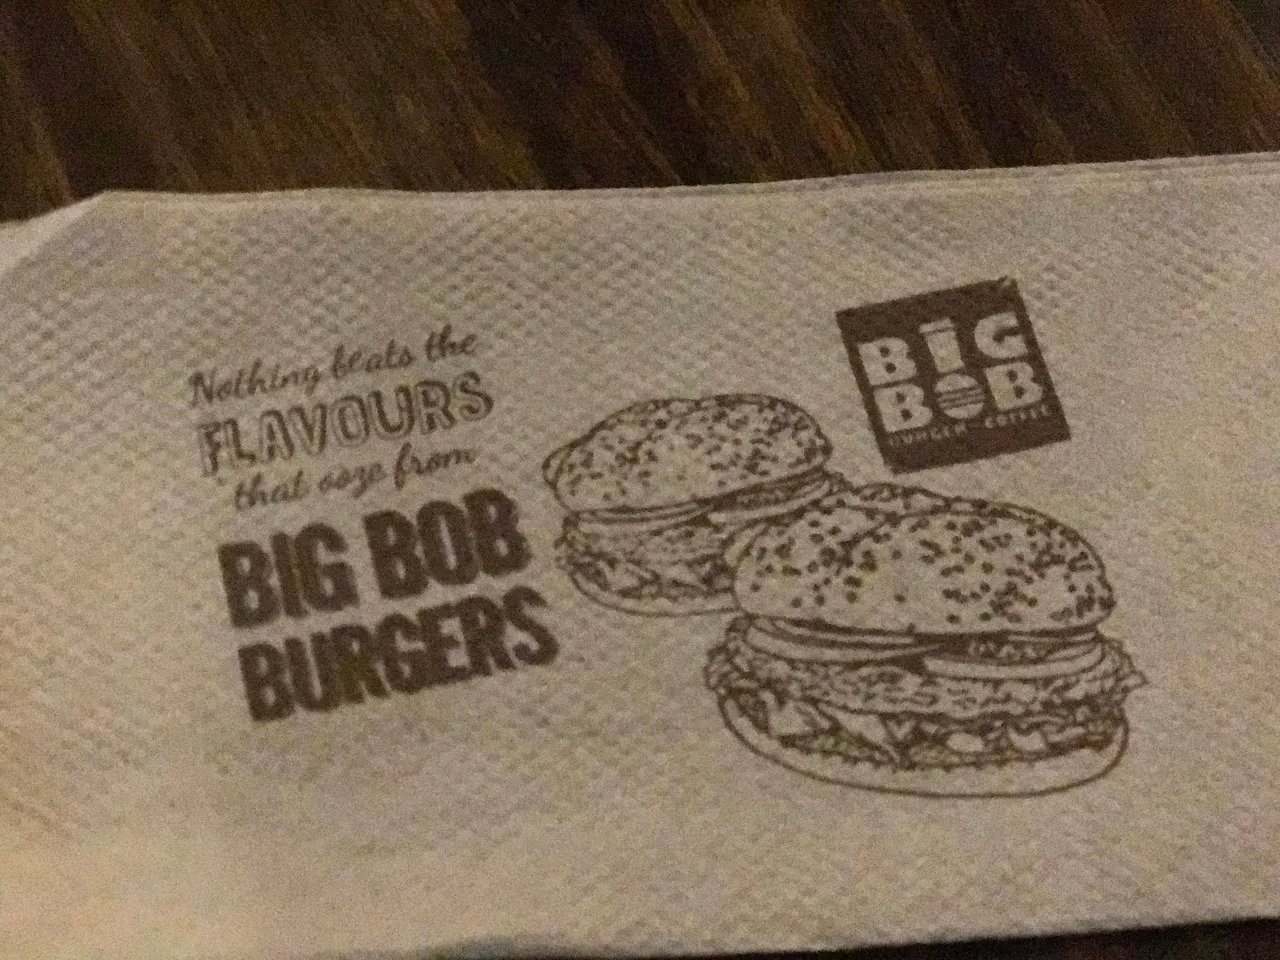 Nothing beats the
FLAVOURS
that ooze from
BIG BOB
BURGERS
BIG
BOB
BURGER COFFEE